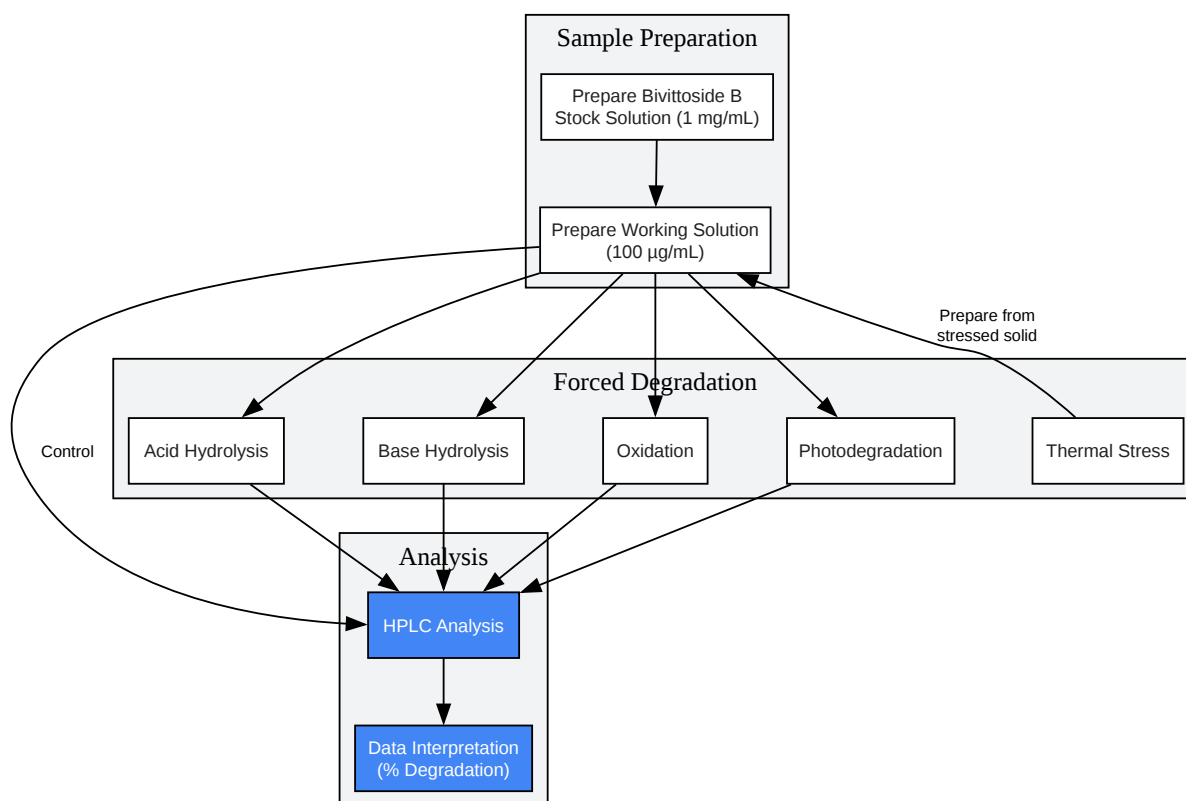 Sample Preparation
Prepare Bivittoside B
Stock Solution (1 mg/mL)
Prepare Working Solution
(100 µg/mL)
Prepare from
stressed solid
Forced Degradation
Control
Acid Hydrolysis
Base Hydrolysis
Oxidation
Photodegradation
Thermal Stress
Analysis
HPLC Analysis
Data Interpretation
(% Degradation)